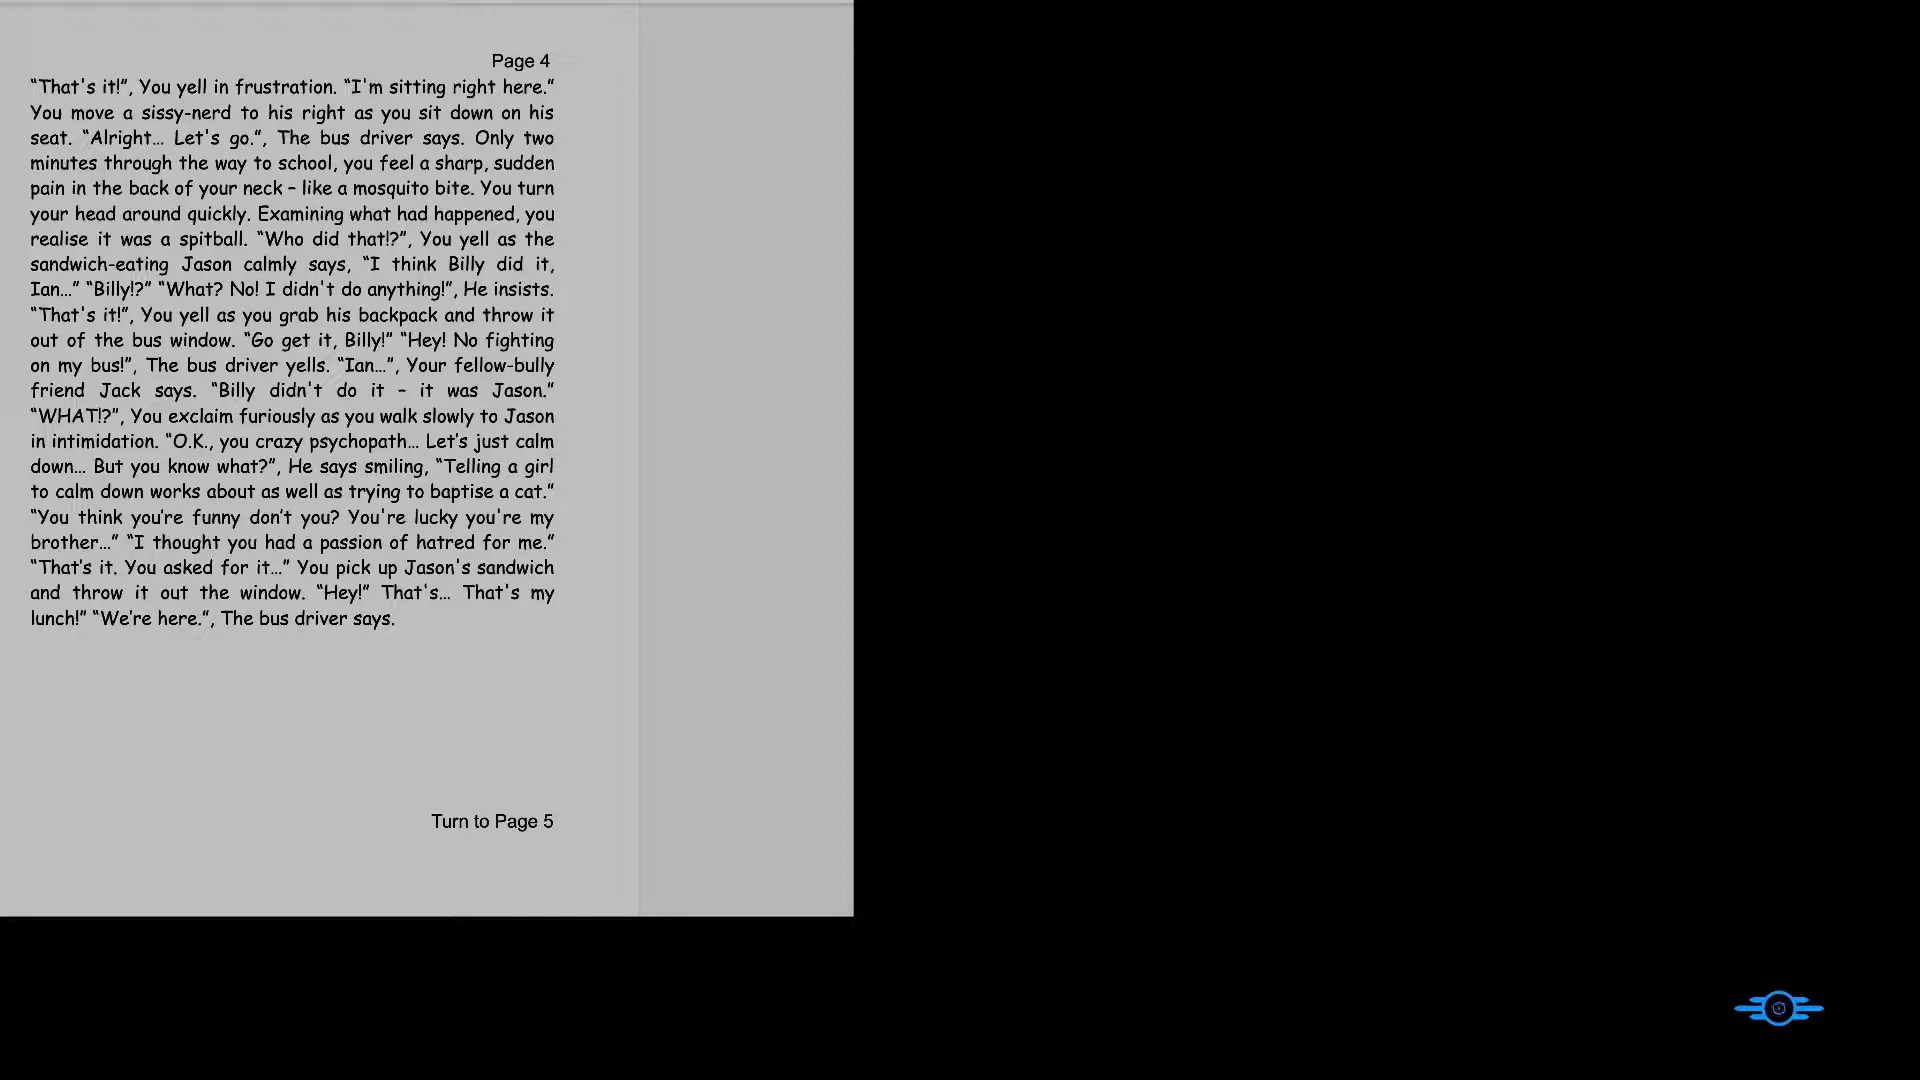 Page 4
“That's it!”, You yell in frustration. “I'm sitting right here.”
You move a sissy-nerd to his right as you sit down on his
seat. “Alright… Let's go.”, The bus driver says. Only two
minutes through the way to school, you feel a sharp, sudden
pain in the back of your neck – like a mosquito bite. You turn
your head around quickly. Examining what had happened, you
realise it was a spitball. “Who did that!?”, You yell as the
sandwich-eating Jason calmly says, “I think Billy did it,
Ian…” “Billy!?” “What? No! I didn't do anything!”, He insists.
“That's it!”, You yell as you grab his backpack and throw it
out of the bus window. “Go get it, Billy!” “Hey! No fighting
on my bus!”, The bus driver yells. “Ian…”, Your fellow-bully
friend Jack says. “Billy didn't do it – it was Jason.”
“WHAT!?”, You exclaim furiously as you walk slowly to Jason
in intimidation. “O.K., you crazy psychopath… Let’s just calm
down… But you know what?”, He says smiling, “Telling a girl
to calm down works about as well as trying to baptise a cat.”
“You think you’re funny don’t you? You're lucky you're my
brother…” “I thought you had a passion of hatred for me.”
“That’s it. You asked for it…” You pick up Jason's sandwich
and throw it out the window. “Hey!” That's… That's my
lunch!” “We’re here.”, The bus driver says.
Turn to Page 5